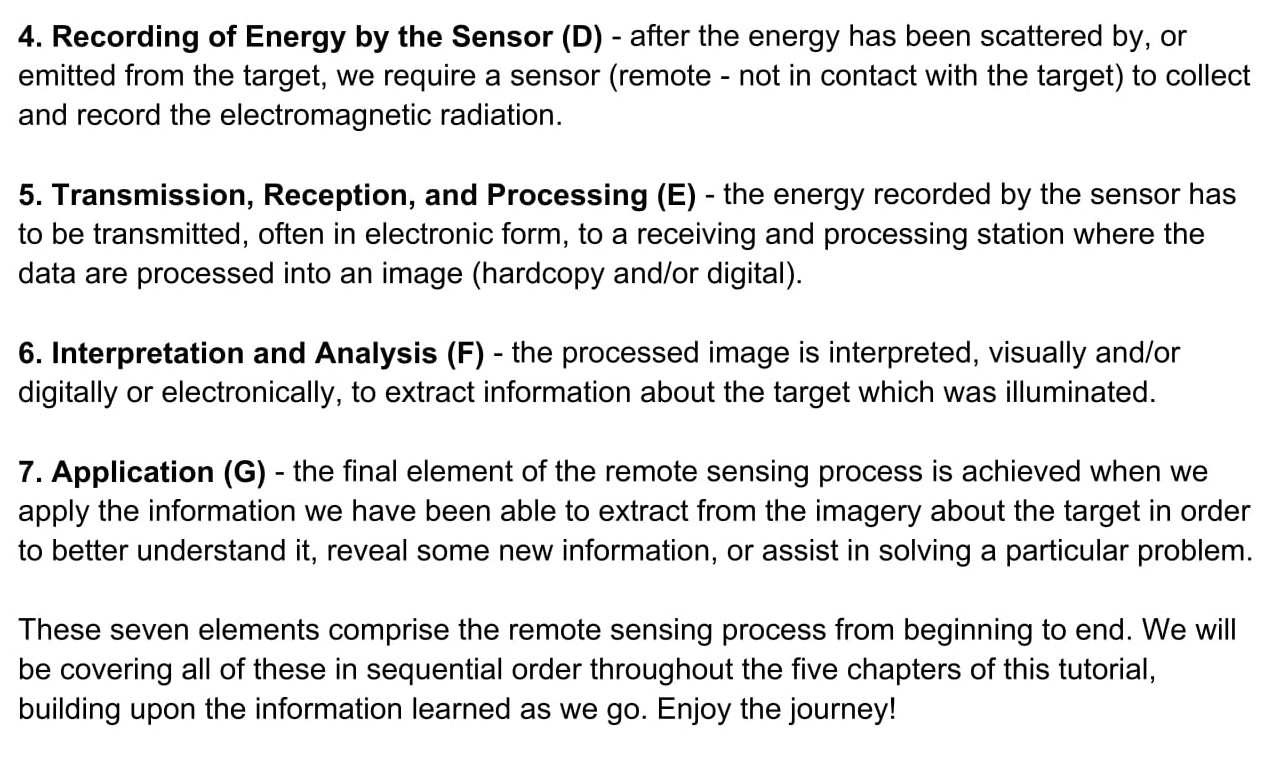 4. Recording of Energy by the Sensor (D) - after the energy has been scattered by, or
emitted from the target, we require a sensor (remote - not in contact with the target) to collect
and record the electromagnetic radiation.
5. Transmission, Reception, and Processing (E) - the energy recorded by the sensor has
to be transmitted, often in electronic form, to a receiving and processing station where the
data are processed into an image (hardcopy and/or digital).
6. Interpretation and Analysis (F) - the processed image is interpreted, visually and/or
digitally or electronically, to extract information about the target which was illuminated.
7. Application (G) - the final element of the remote sensing process is achieved when we
apply the information we have been able to extract from the imagery about the target in order
to better understand it, reveal some new information, or assist in solving a particular problem.
These seven elements comprise the remote sensing process from beginning to end. We will
be covering all of these in sequential order throughout the five chapters of this tutorial,
building upon the information learned as we go. Enjoy the journey!